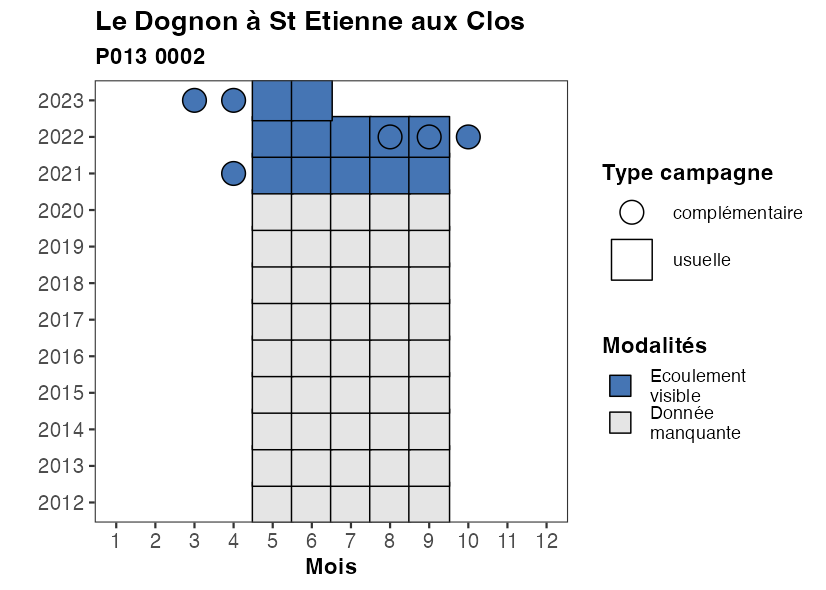 Le Dognon à St Etienne aux Clos
P013 0002
2023
2022
2021
2020
2019
2018
2017
2016
2015
2014
2013
2012
1 2 3 4 5 6 7 8 9 10 11 12
Mois
Type campagne
complémentaire
usuelle
Modalités
Ecoulement
visible
Donnée
manquante